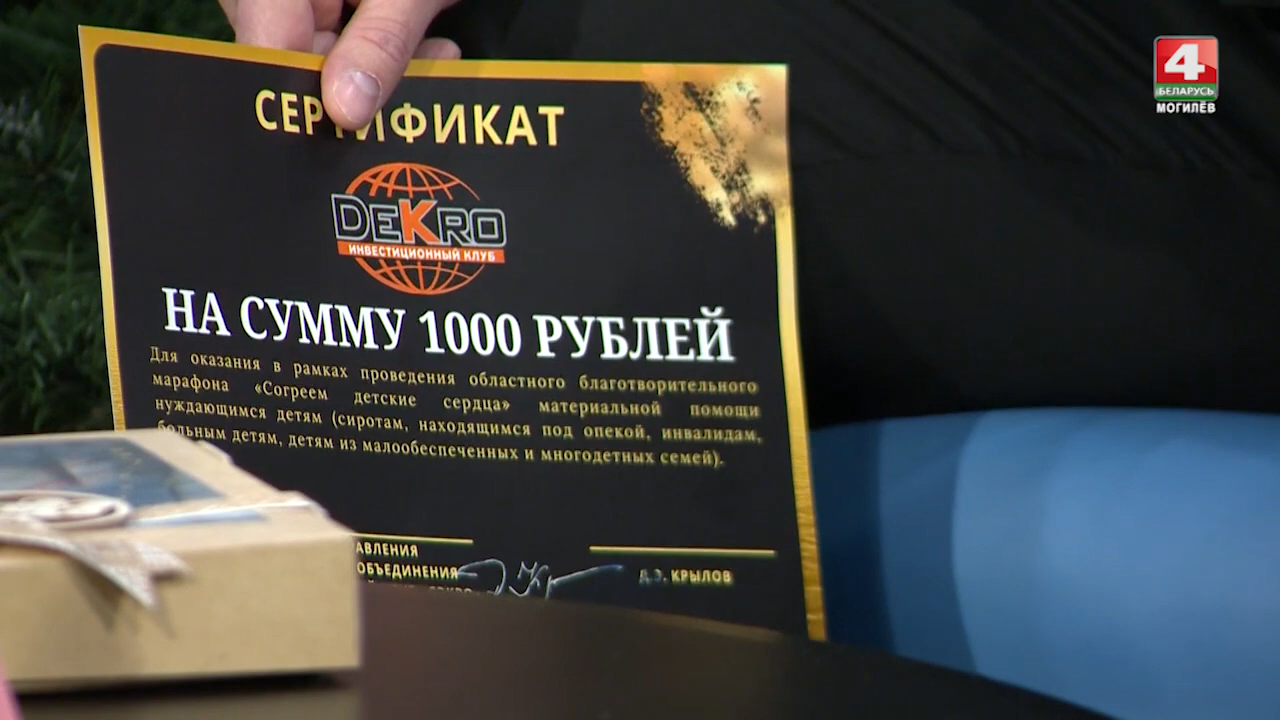 4
БЕЛАРУСЬ
МОГИЛЁВ
СЕРТИФИКАТ
DEKRO
ИНВЕСТИЦИОННЫЙ КЛУБ
НА СУММУ 1000 РУБЛЕЙ
Для оказания в рамках проведения областного благотворительного
марафона «Согреем детские сердца» материальной помощи
нуждающимся детям (сиротам, находящимся под опекой, инвалидам,
больным детям, детям из малообеспеченных и многодетных семей).
АВЛЕНИЯ
ОБЪЕДИНЕНИЯ
КРЫЛОВ